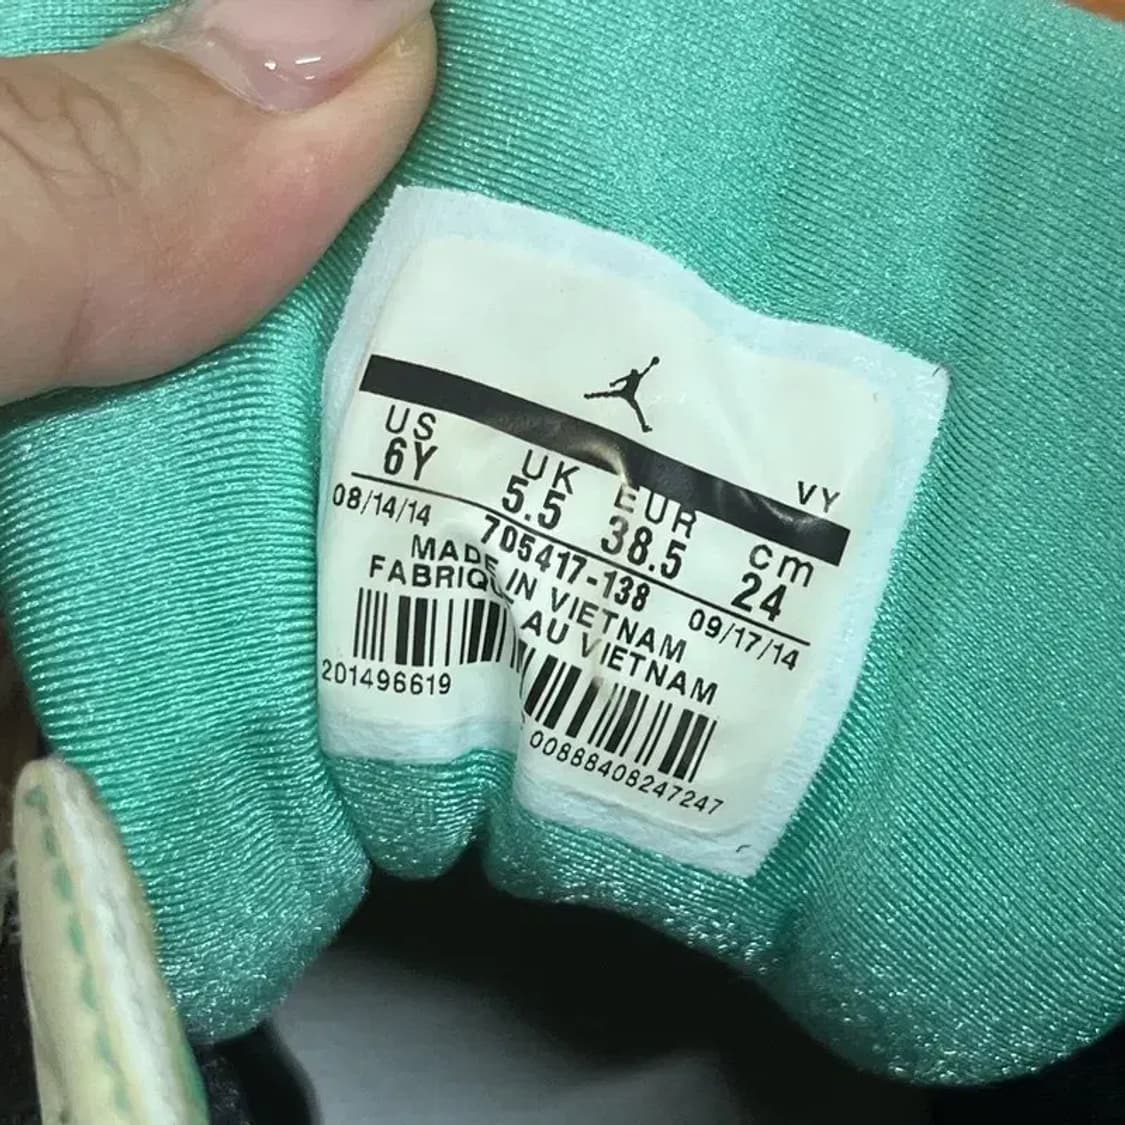 VY
US UK EUR cm
6Y 5.5 38.5 24
08/14/14 705417-138 09/17/14
MADE IN VIETNAM
FABRIQU AU VIETNAM
201496619 00888408247247